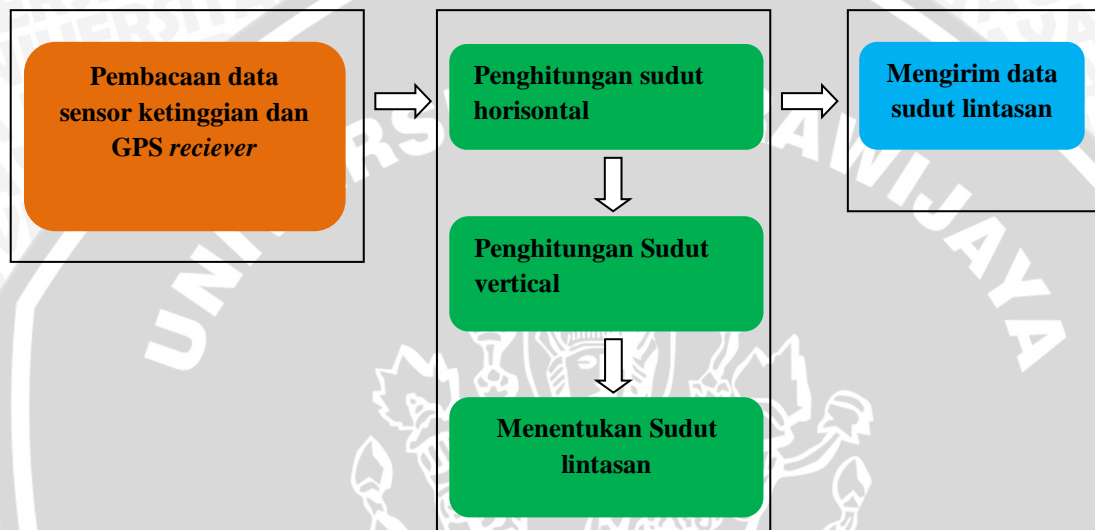 Pembacaan data
sensor ketinggian dan
GPS reciever
Penghitungan sudut
horisontal
Penghitungan Sudut
vertical
Menentukan Sudut
lintasan
Mengirim data
sudut lintasan